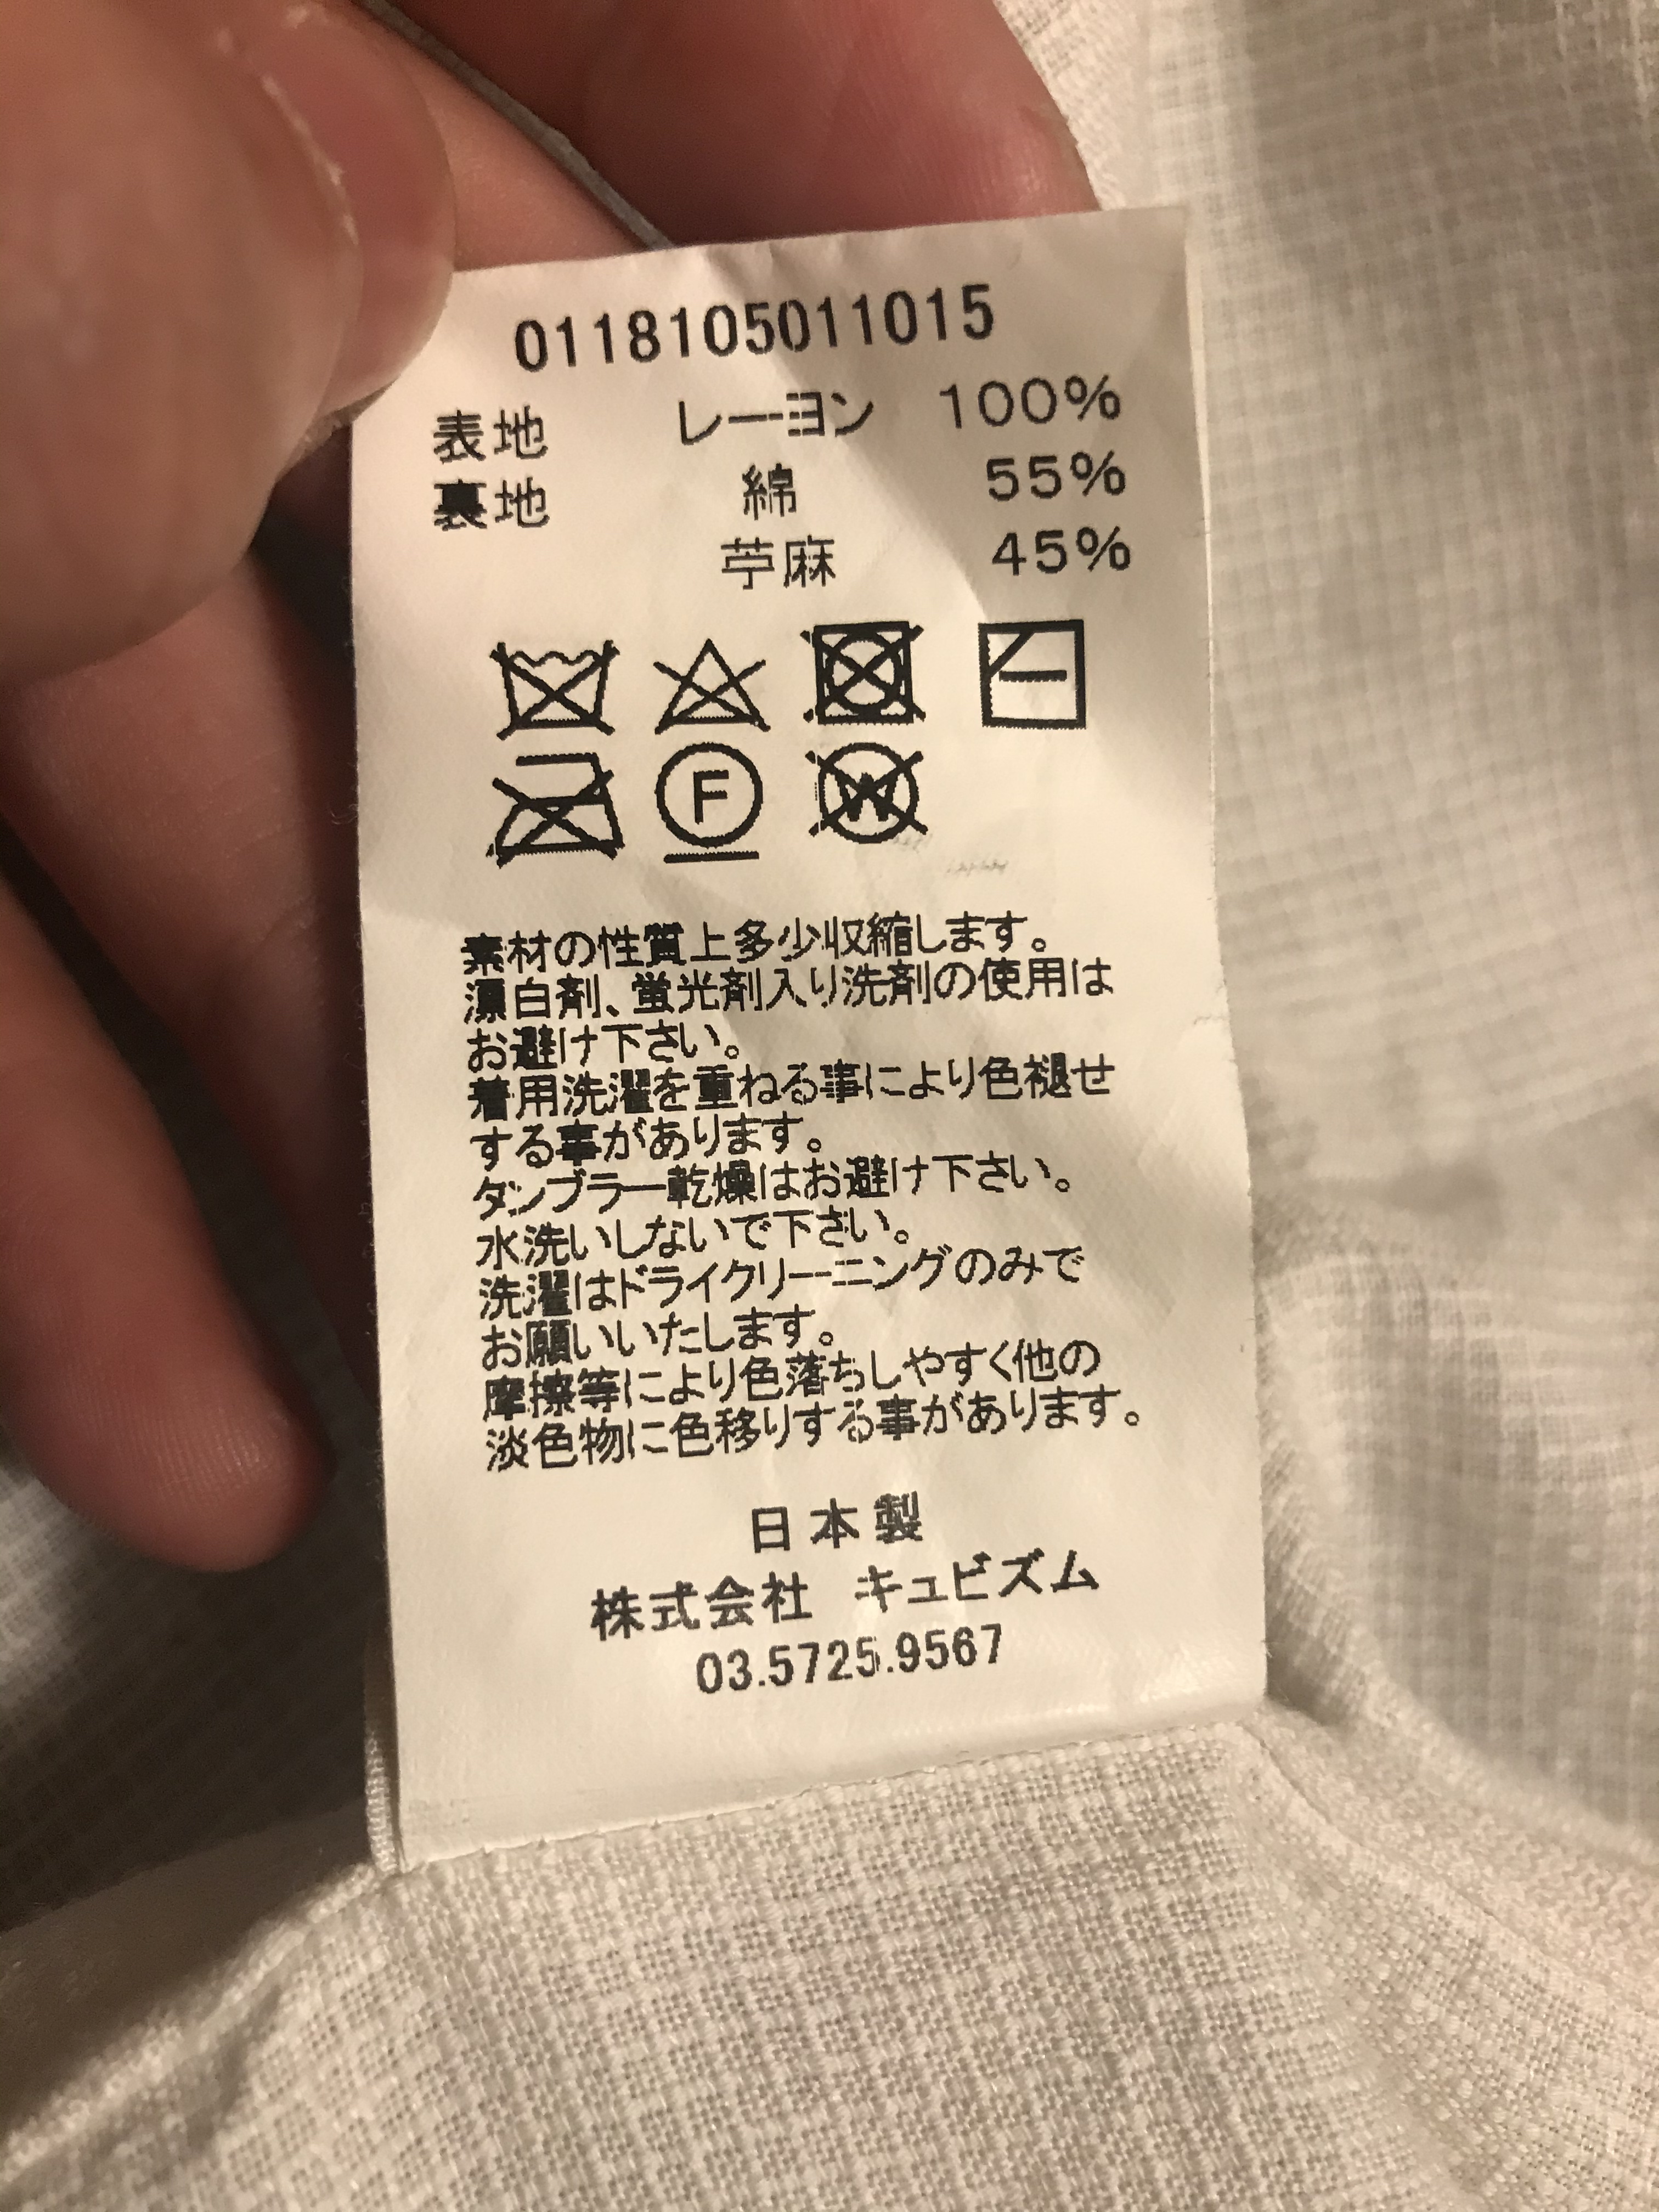 0118105011015
表地 レーヨン 100%
裏地 綿 55%
苧麻 45%
F
W
素材の性質上多少収縮します。
漂白剤、蛍光剤入り洗剤の使用は
お避け下さい。
着用洗濯を重ねる事により色褪せ
する事があります。
タンブラー乾燥はお避け下さい。
水洗いしないで下さい。
洗濯はドライクリーニングのみで
お願いいたします。
摩擦等により色落ちしやすく他の
淡色物に色移りする事があります。
日本製
株式会社 キュビズム
03.5725.9567